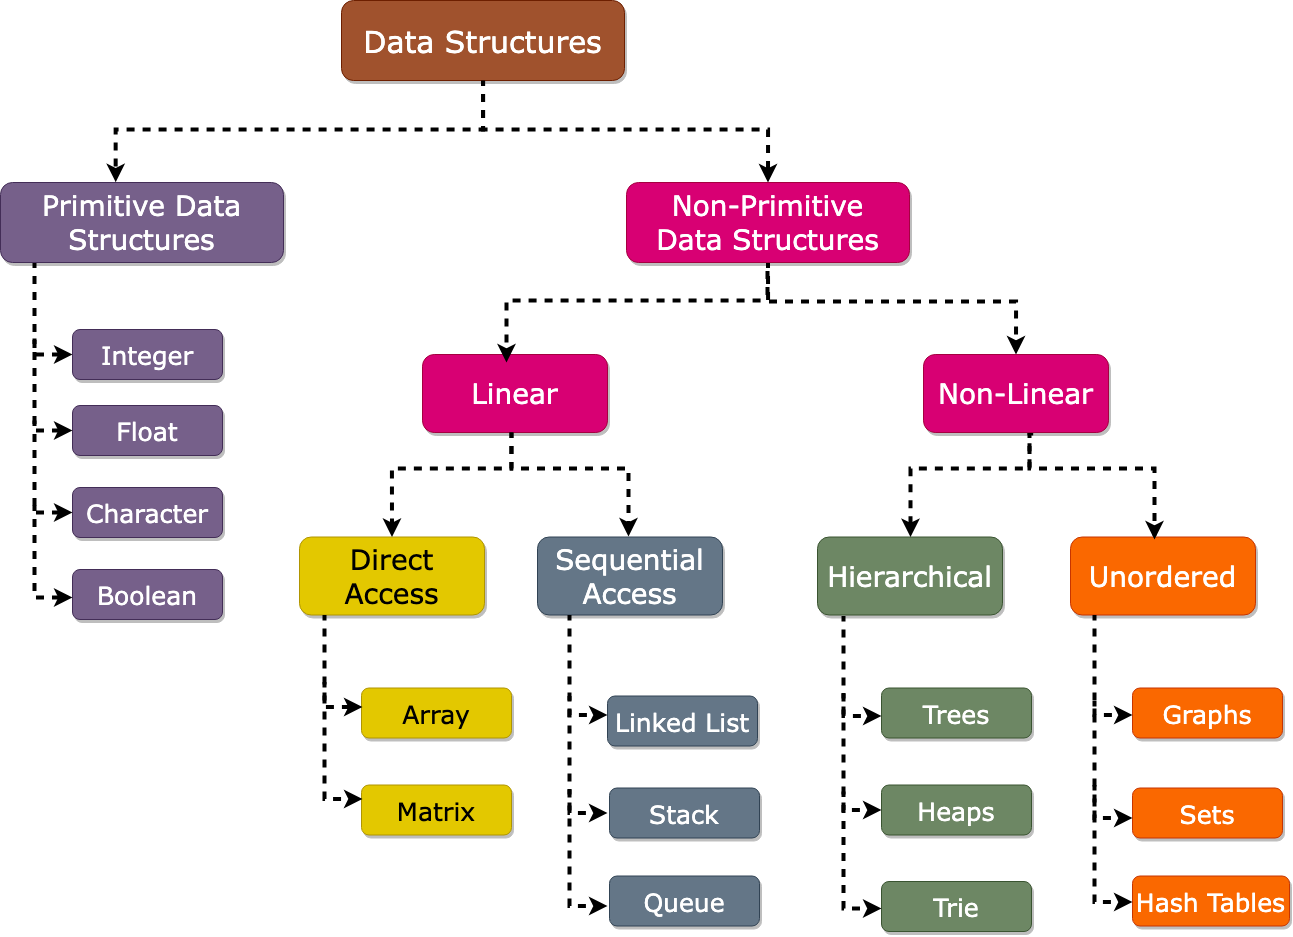 Data Structures
Primitive Data
Structures
Non-Primitive
Data Structures
Integer
Float
Character
Boolean
Linear
Non-Linear
Direct
Access
Sequential
Access
Hierarchical
Unordered
Array
Matrix
Linked List
Stack
Queue
Trees
Heaps
Trie
Graphs
Sets
Hash Tables